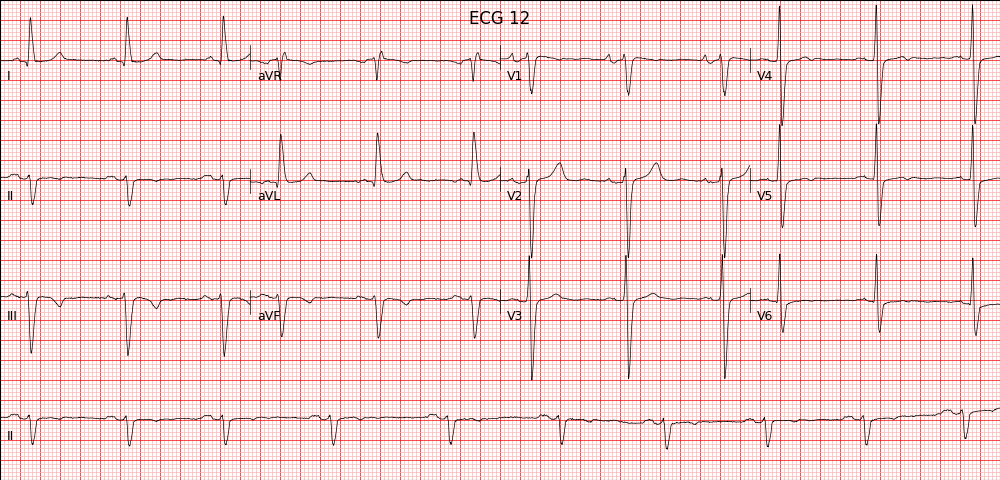 ECG 12
I aVR V1 V4
II aVL V2 V5
III aVF V3 V6
II